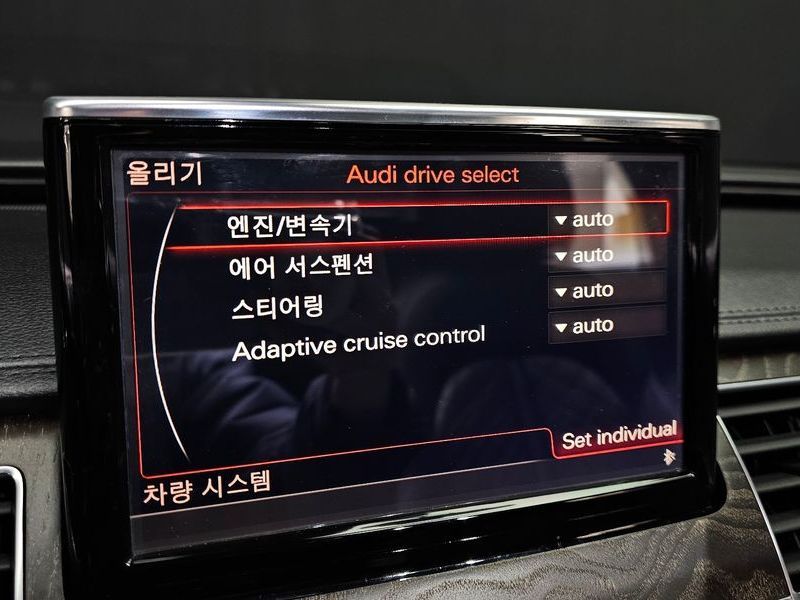 올리기
Audi drive select
엔진/변속기 ▼ auto
에어 서스펜션 ▼ auto
스티어링 ▼ auto
Adaptive cruise control ▼ auto
Set individual
차량 시스템